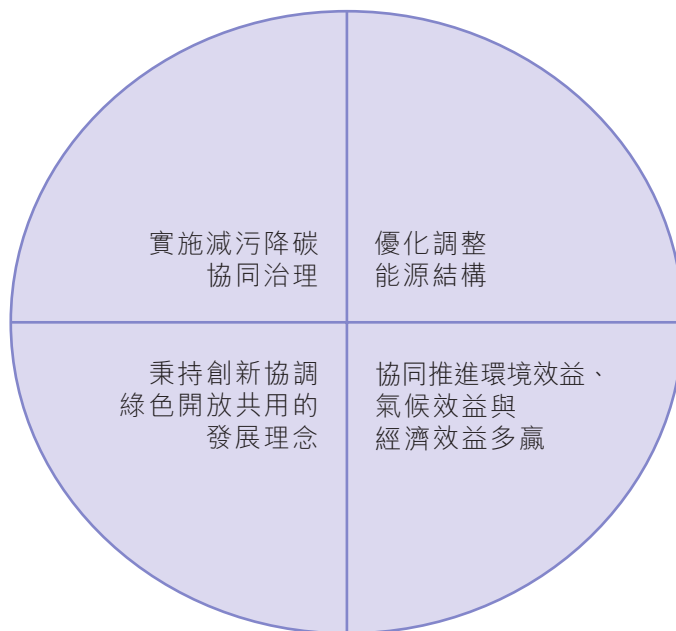 實施減污降碳
協同治理
優化調整
能源結構
秉持創新協調
綠色開放共用的
發展理念
協同推進環境效益、
氣候效益與
經濟效益多贏